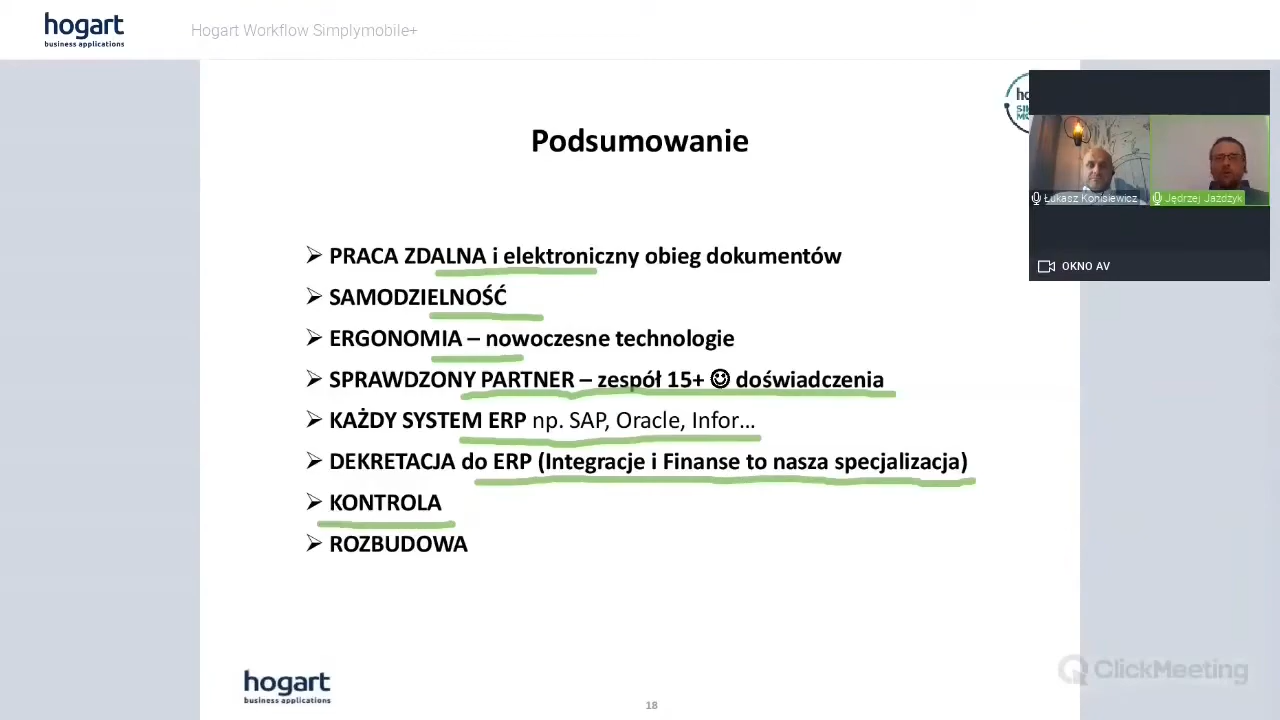 hogart
business applications
Hogart Workflow Simplymobile+
Podsumowanie
PRACA ZDALNA i elektroniczny obieg dokumentów
SAMODZIELNOŚĆ
ERGONOMIA – nowoczesne technologie
SPRAWDZONY PARTNER – zespół 15+ ☺ doświadczenia
KAŻDY SYSTEM ERP np. SAP, Oracle, Infor...
DEKRETACJA do ERP (Integracje i Finanse to nasza specjalizacja)
KONTROLA
ROZBUDOWA
Łukasz Konisiewicz
Jędrzej Jażdżyk
OKNO AV
hogart
business applications
18
ClickMeeting